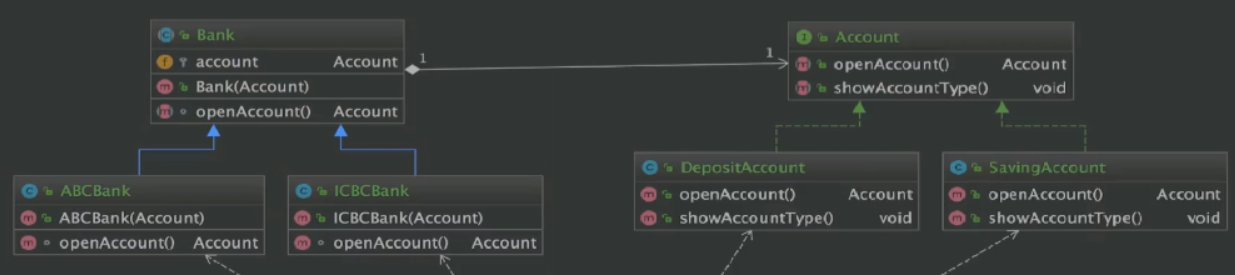 Bank
account Account
Bank(Account)
openAccount() Account
1
1
Account
openAccount() Account
showAccountType() void
ABCBank
ABCBank(Account)
openAccount() Account
ICBCBank
ICBCBank(Account)
openAccount() Account
DepositAccount
openAccount() Account
showAccountType() void
SavingAccount
openAccount() Account
showAccountType() void